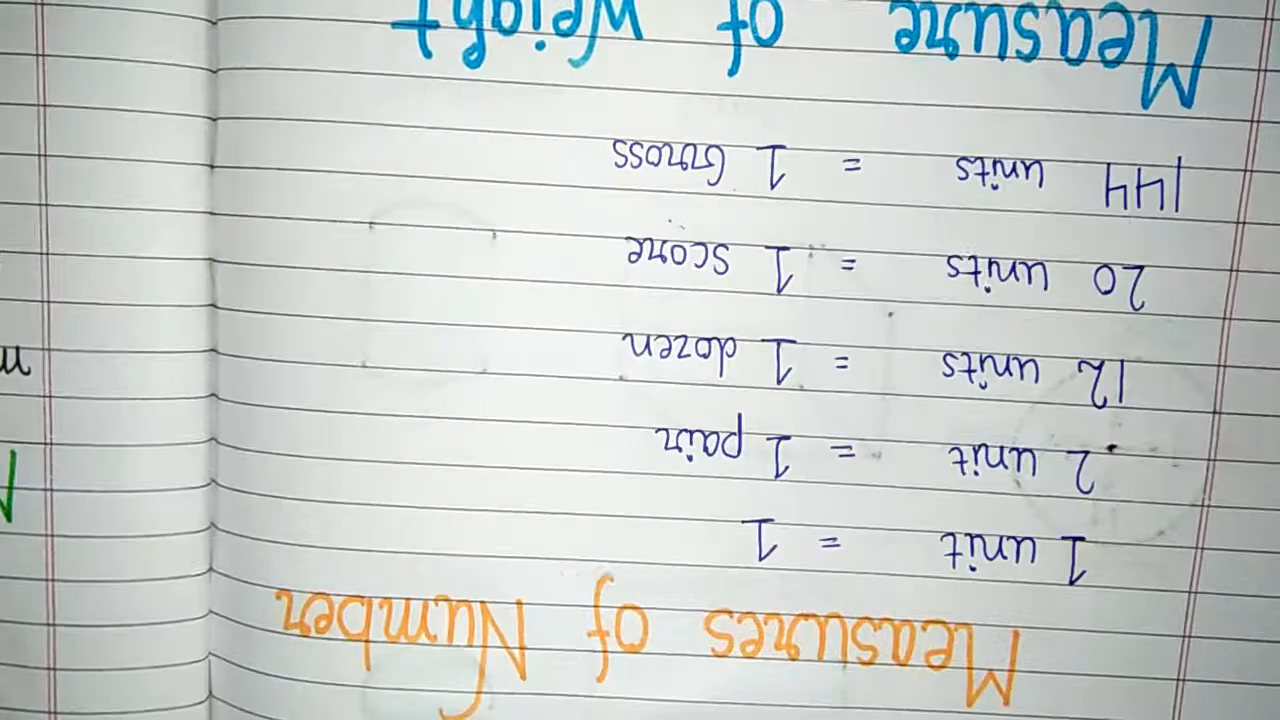 Measures of Number
1 unit = 1
2 unit = 1 pair
12 units = 1 dozen
20 units = 1 score
144 units = 1 Gross
Measure of Weight